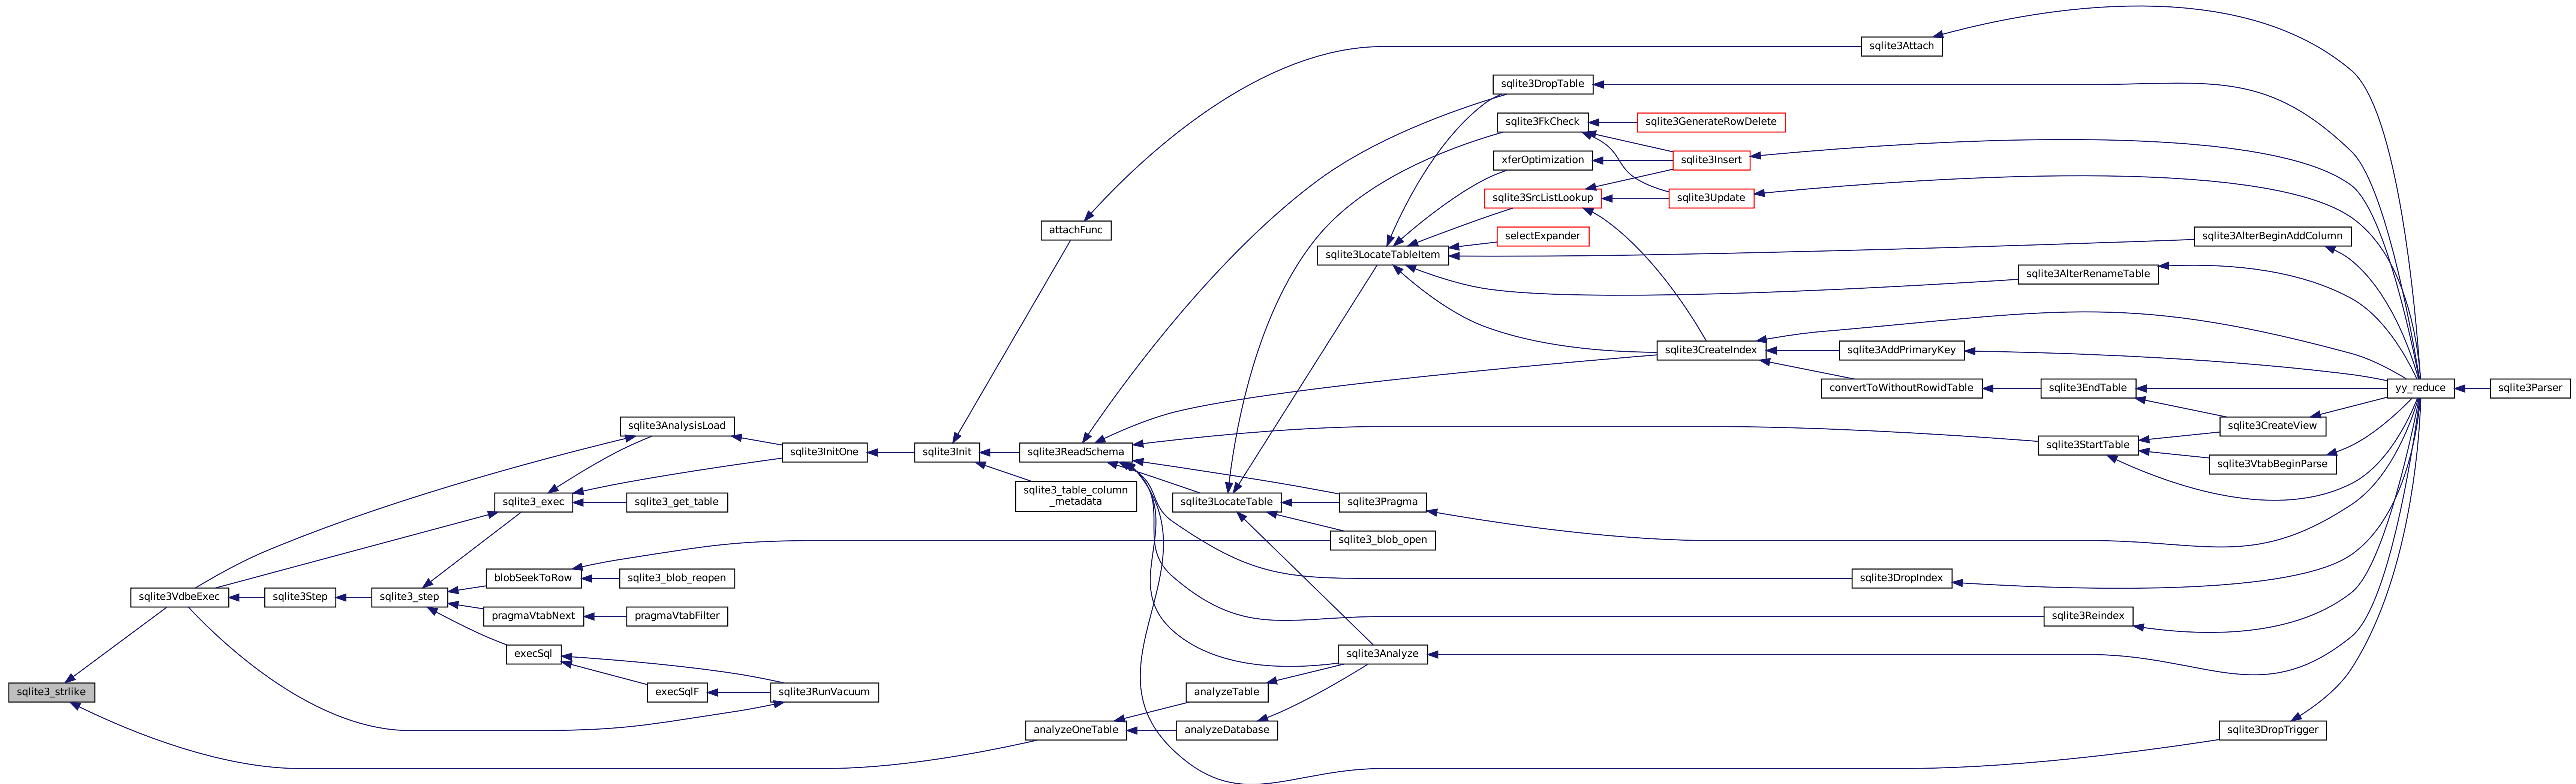 sqlite3_strlike
sqlite3VdbeExec
sqlite3Step
sqlite3_step
sqlite3AnalysisLoad
sqlite3_exec
sqlite3_get_table
blobSeekToRow
sqlite3_blob_reopen
pragmaVtabNext
pragmaVtabFilter
execSql
execSqlF
sqlite3RunVacuum
sqlite3InitOne
sqlite3Init
attachFunc
sqlite3ReadSchema
sqlite3_table_column
_metadata
analyzeOneTable
analyzeTable
analyzeDatabase
sqlite3LocateTable
sqlite3LocateTableItem
sqlite3Pragma
sqlite3_blob_open
sqlite3Analyze
sqlite3DropTable
sqlite3FkCheck
xferOptimization
sqlite3SrcListLookup
selectExpander
sqlite3GenerateRowDelete
sqlite3Insert
sqlite3Update
sqlite3CreateIndex
sqlite3Attach
sqlite3AddPrimaryKey
convertToWithoutRowidTable
sqlite3DropIndex
sqlite3AlterBeginAddColumn
sqlite3AlterRenameTable
sqlite3EndTable
sqlite3StartTable
sqlite3Reindex
sqlite3CreateView
sqlite3VtabBeginParse
sqlite3DropTrigger
yy_reduce
sqlite3Parser